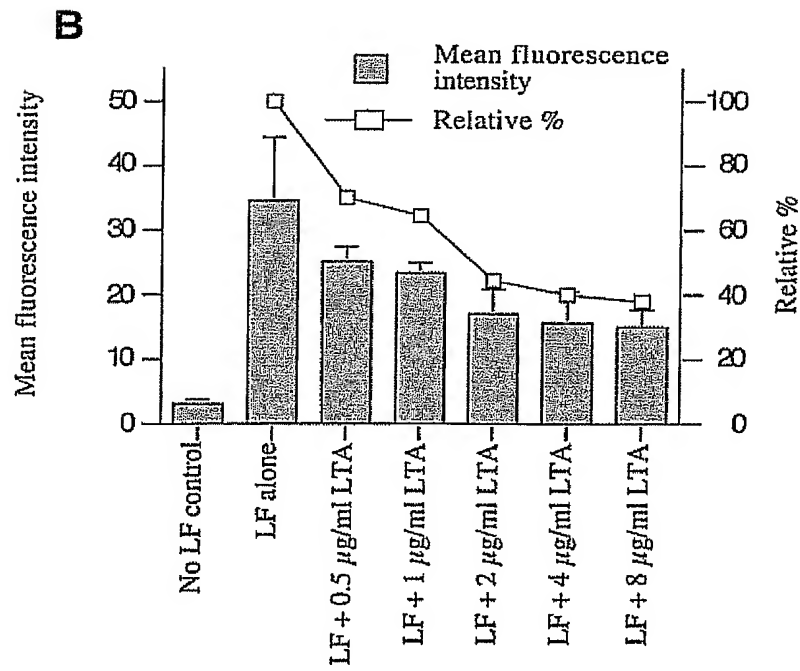 B
Mean fluorescence
intensity
Relative %
Mean fluorescence intensity
50
40
30
20
10
0
100
80
60
40
20
0
Relative %
No LF control
LF alone
LF + 0.5 µg/ml LTA
LF + 1 µg/ml LTA
LF + 2 µg/ml LTA
LF + 4 µg/ml LTA
LF + 8 µg/ml LTA